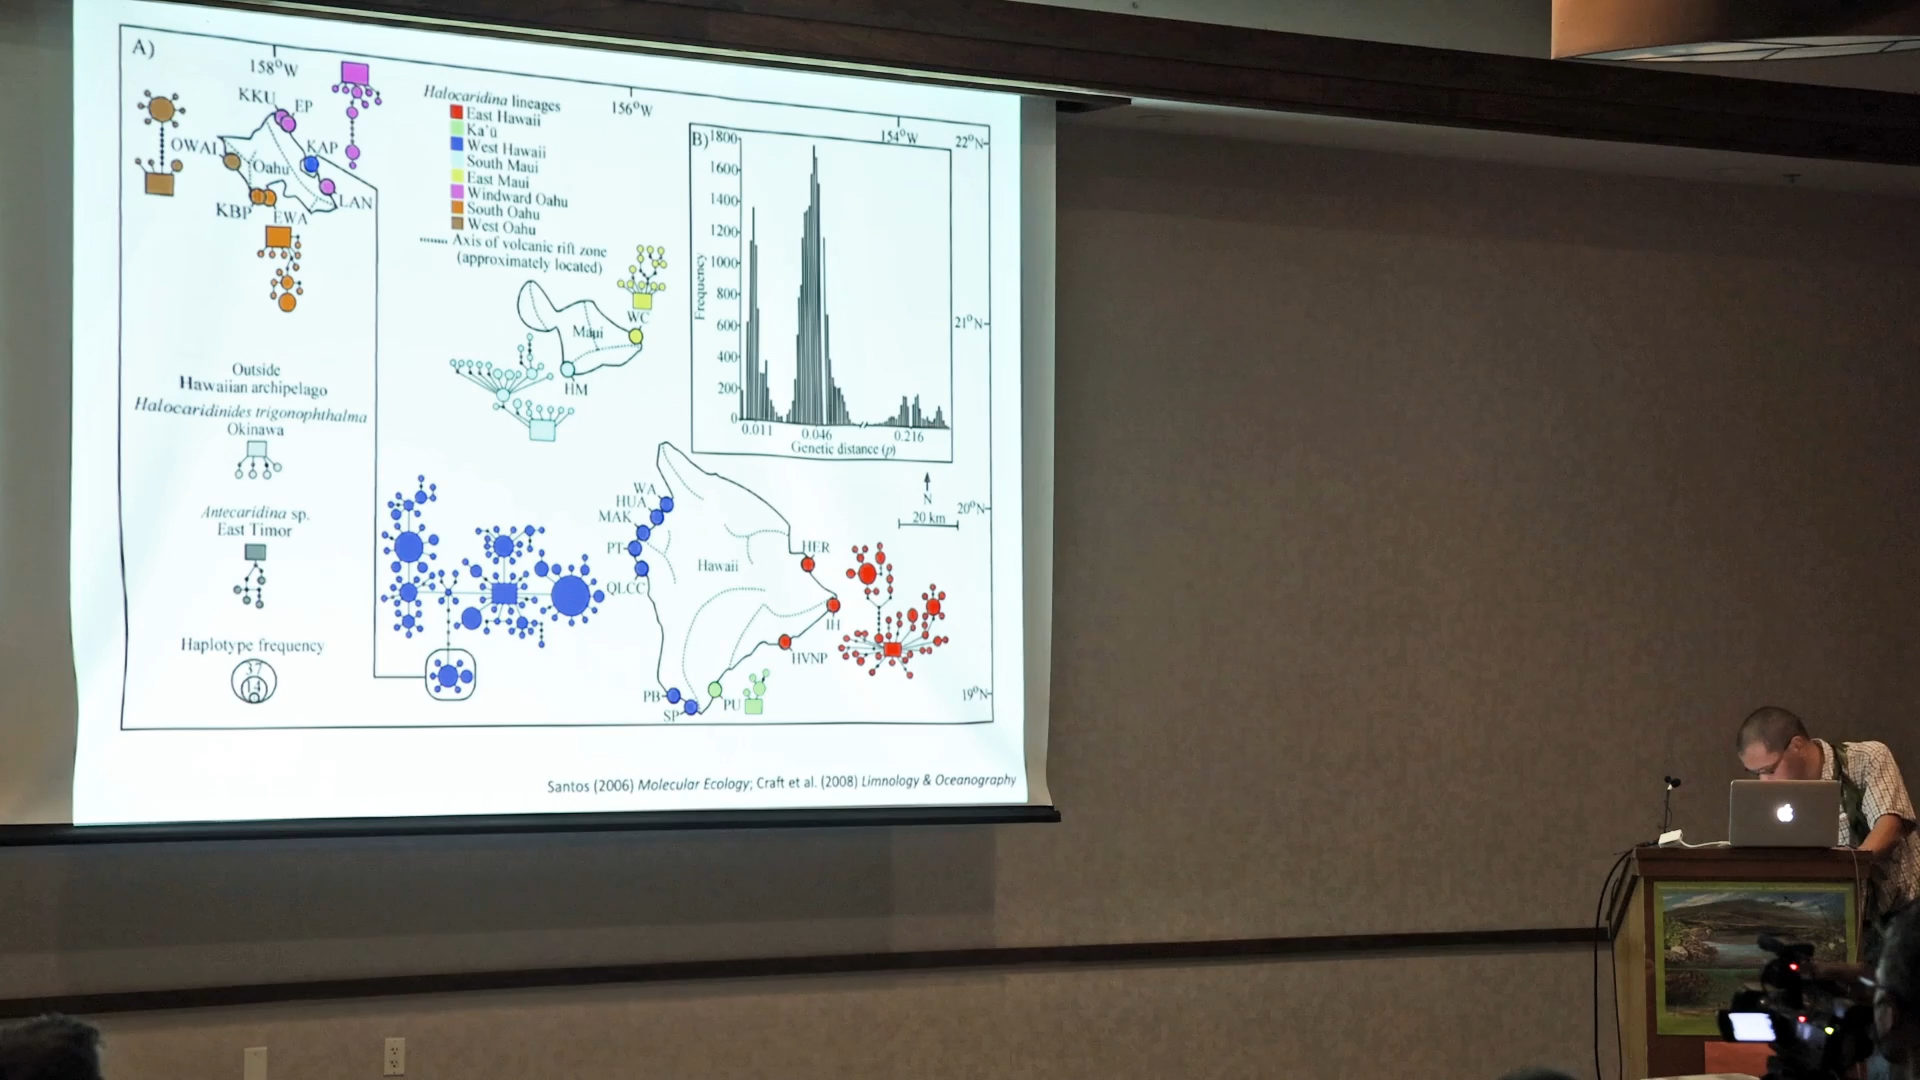 A)
158°W
156°W
154°W
22°N
21°N
20°N
19°N
KKU
EP
OWAI
KAP
Oahu
LAN
KBP
EWA
Halocaridina lineages
East Hawaii
Ka'ū
West Hawaii
South Maui
East Maui
Windward Oahu
South Oahu
West Oahu
Axis of volcanic rift zone
(approximately located)
WC
Maui
HM
B)
1800
1600
1400
1200
1000
800
600
400
200
0
Frequency
0.011
0.046
0.216
Genetic distance (p)
Outside
Hawaiian archipelago
Halocaridinides trigonophthalma
Okinawa
Antecaridina sp.
East Timor
Haplotype frequency
37
14
N
20 km
WA
HUA
MAK
PT
QLCC
Hawaii
HER
IH
HVNP
PU
PB
SP
Santos (2006) Molecular Ecology; Craft et al. (2008) Limnology & Oceanography